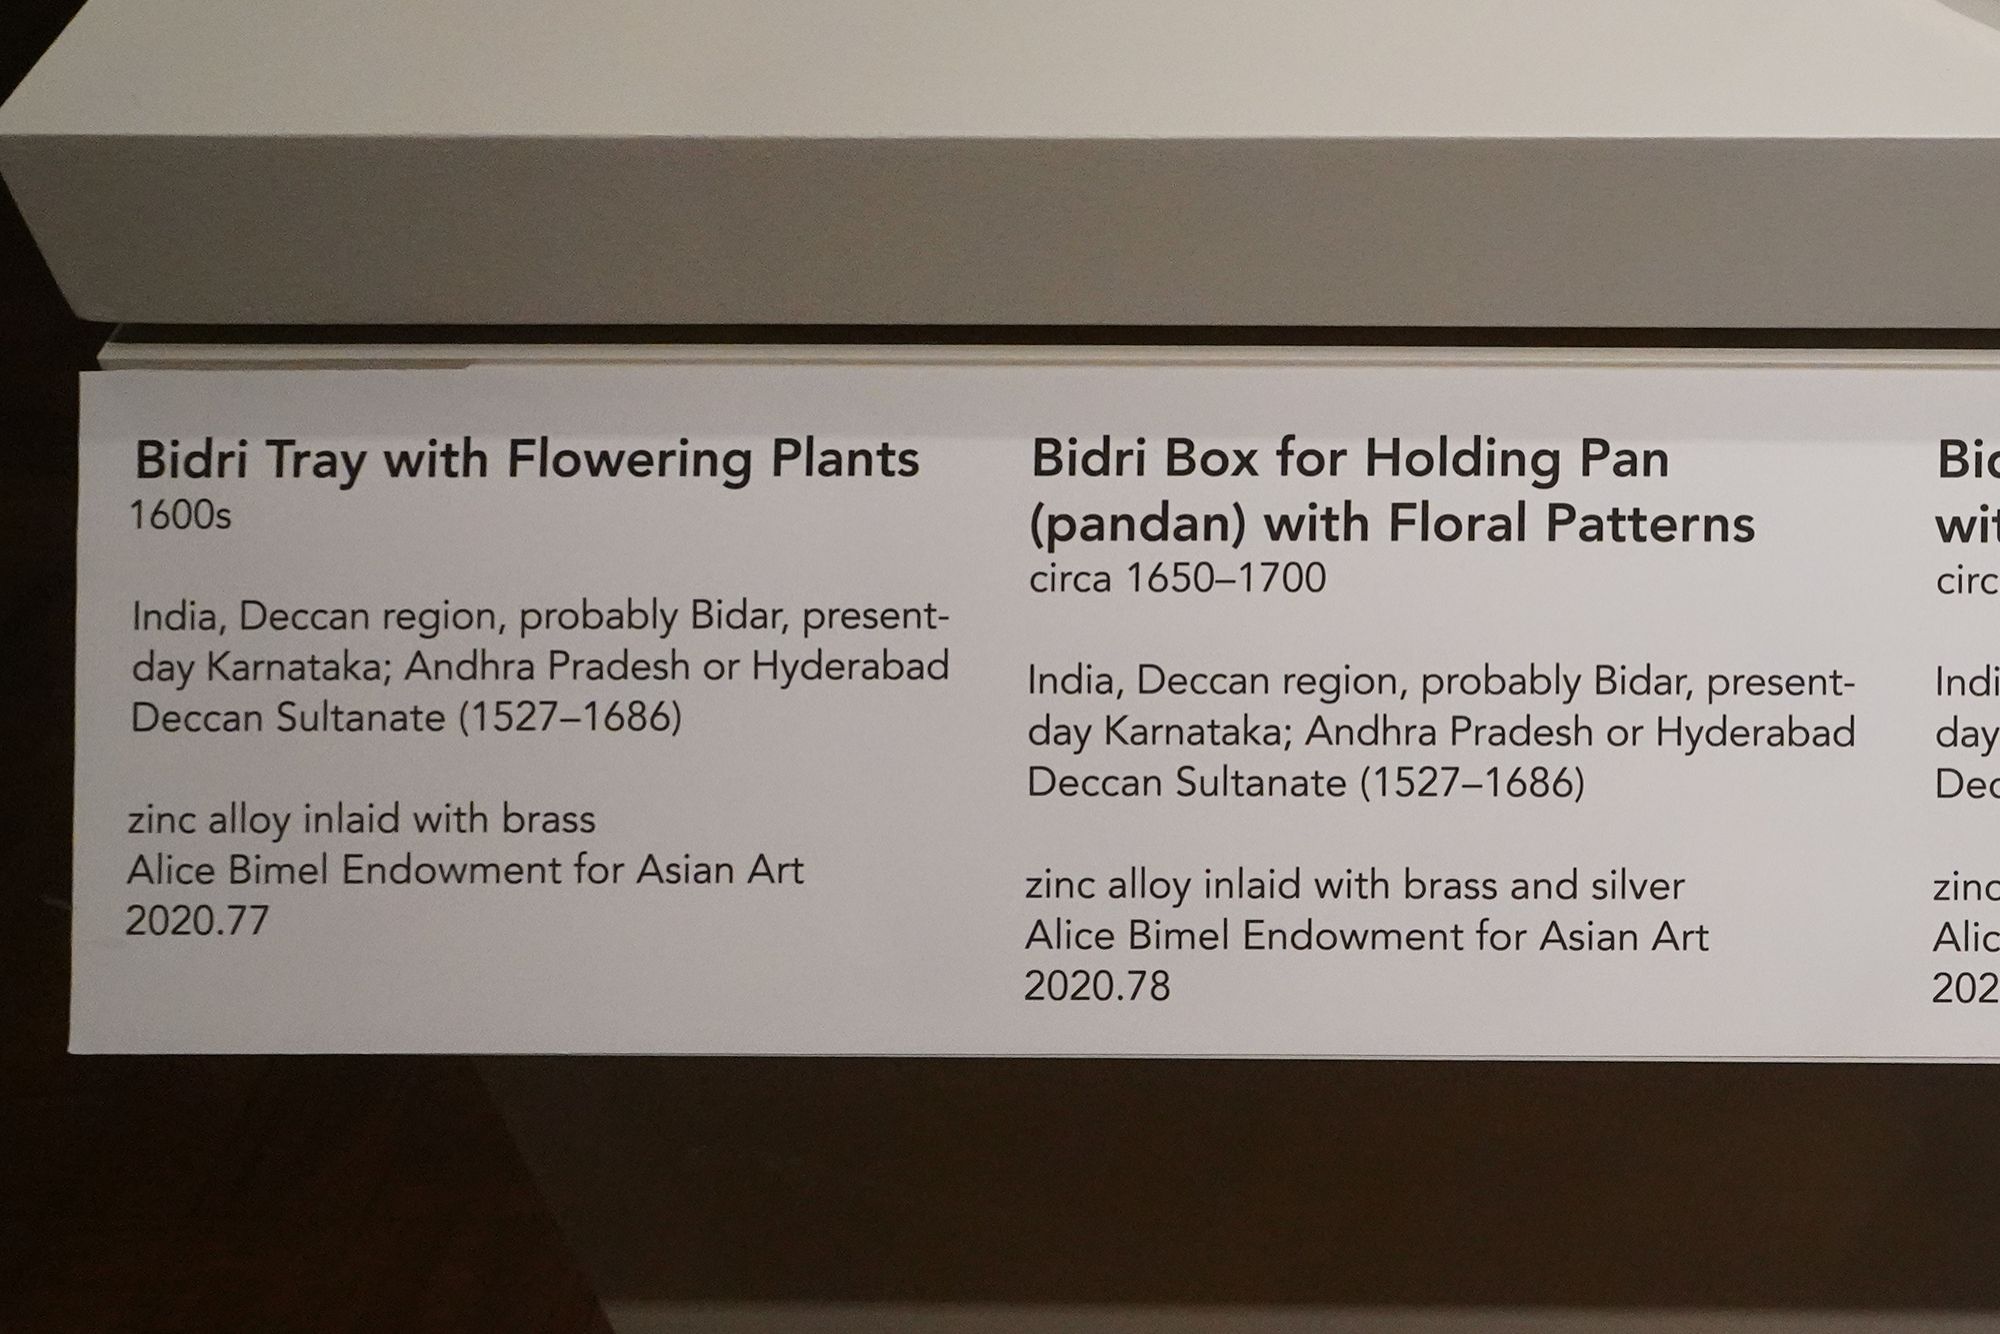 Bidri Tray with Flowering Plants
1600s
India, Deccan region, probably Bidar, present-
day Karnataka; Andhra Pradesh or Hyderabad
Deccan Sultanate (1527–1686)
zinc alloy inlaid with brass
Alice Bimel Endowment for Asian Art
2020.77
Bidri Box for Holding Pan
(pandan) with Floral Patterns
circa 1650–1700
India, Deccan region, probably Bidar, present-
day Karnataka; Andhra Pradesh or Hyderabad
Deccan Sultanate (1527–1686)
zinc alloy inlaid with brass and silver
Alice Bimel Endowment for Asian Art
2020.78